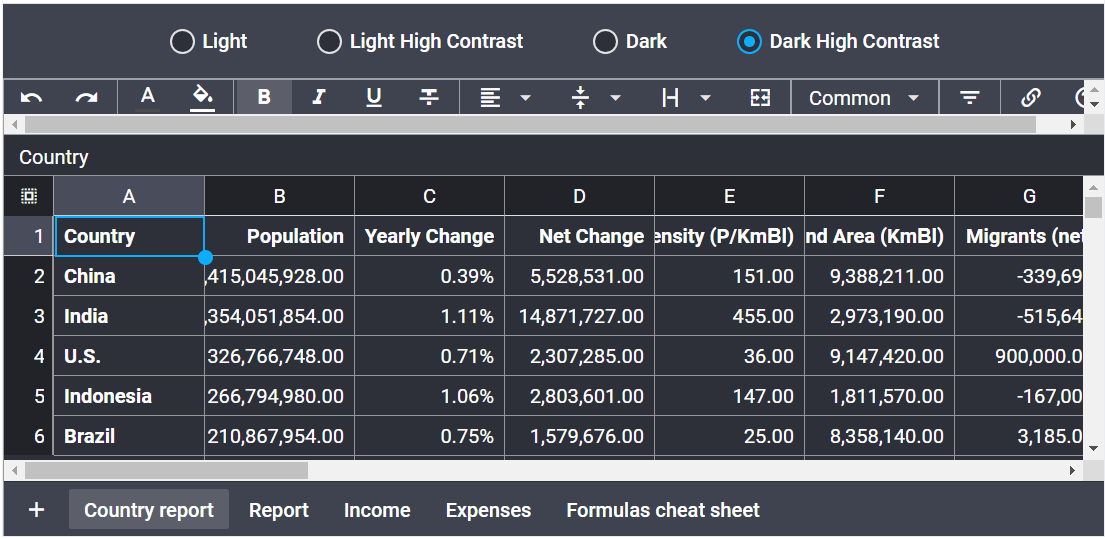 Light Light High Contrast Dark Dark High Contrast
A B I U T Common
Country
A B C D E F G
1 Country Population Yearly Change Net Change ensity (P/KmBI) nd Area (KmBI) Migrants (net
2 China ,415,045,928.00 0.39% 5,528,531.00 151.00 9,388,211.00 -339,69
3 India ,354,051,854.00 1.11% 14,871,727.00 455.00 2,973,190.00 -515,64
4 U.S. 326,766,748.00 0.71% 2,307,285.00 36.00 9,147,420.00 900,000.0
5 Indonesia 266,794,980.00 1.06% 2,803,601.00 147.00 1,811,570.00 -167,00
6 Brazil 210,867,954.00 0.75% 1,579,676.00 25.00 8,358,140.00 3,185.0
+ Country report Report Income Expenses Formulas cheat sheet